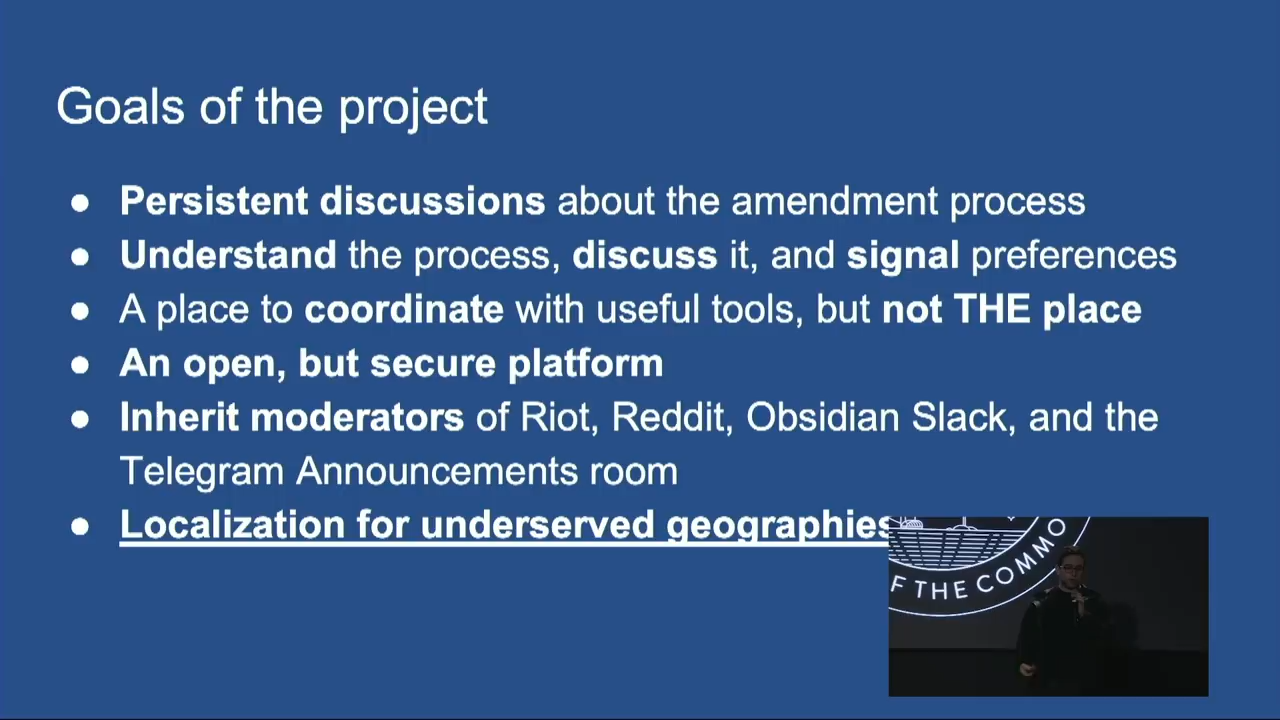 Goals of the project
● Persistent discussions about the amendment process
● Understand the process, discuss it, and signal preferences
● A place to coordinate with useful tools, but not THE place
● An open, but secure platform
● Inherit moderators of Riot, Reddit, Obsidian Slack, and the
Telegram Announcements room
● Localization for underserved geographies
F THE COMMO